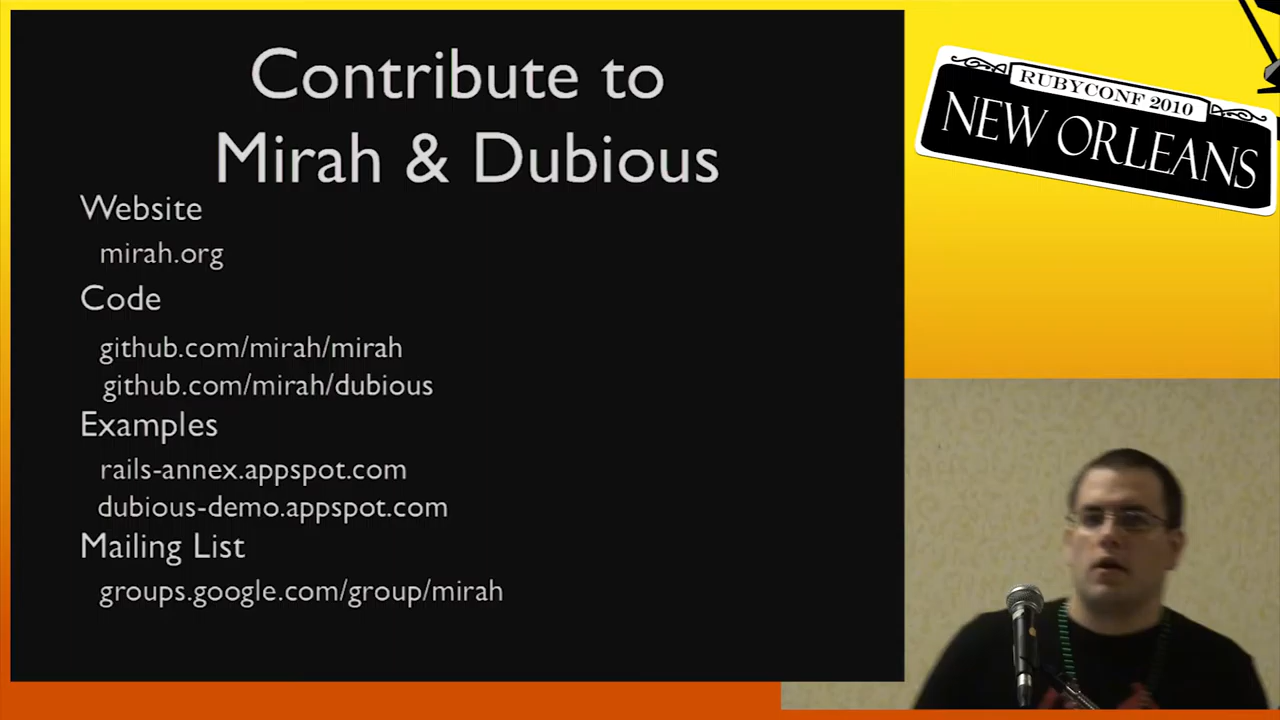 Contribute to
Mirah & Dubious
Website
mirah.org
Code
github.com/mirah/mirah
github.com/mirah/dubious
Examples
rails-annex.appspot.com
dubious-demo.appspot.com
Mailing List
groups.google.com/group/mirah
RUBYCONF 2010
NEW ORLEANS